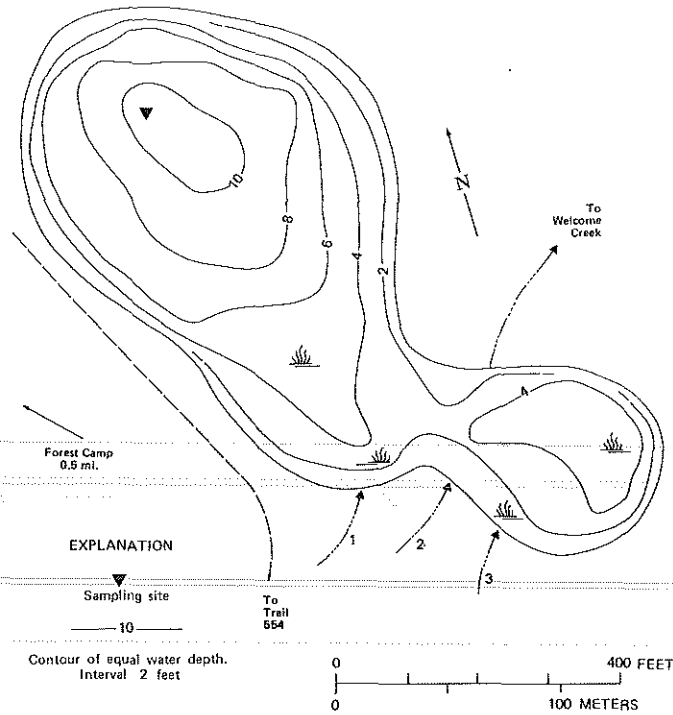 10
8
6
4
2
N
To
Welcome
Creek
4
Forest Camp
0.5 mi.
1
2
3
EXPLANATION
Sampling site
10
Contour of equal water depth.
Interval 2 feet
To
Trail
554
0 400 FEET
0 100 METERS